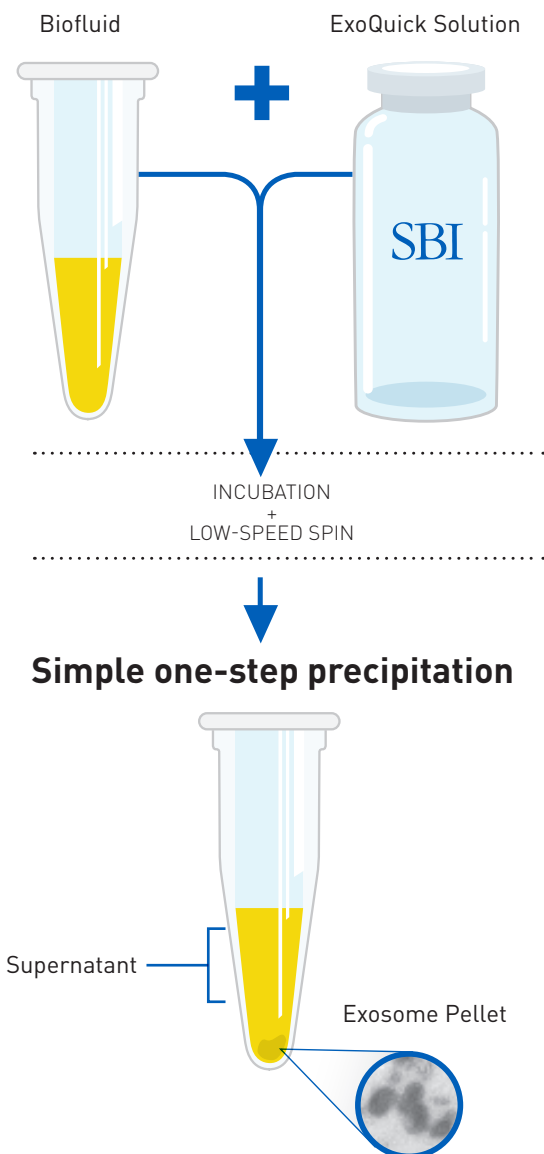 Biofluid
ExoQuick Solution
SBI
INCUBATION
+
LOW-SPEED SPIN
Simple one-step precipitation
Supernatant
Exosome Pellet